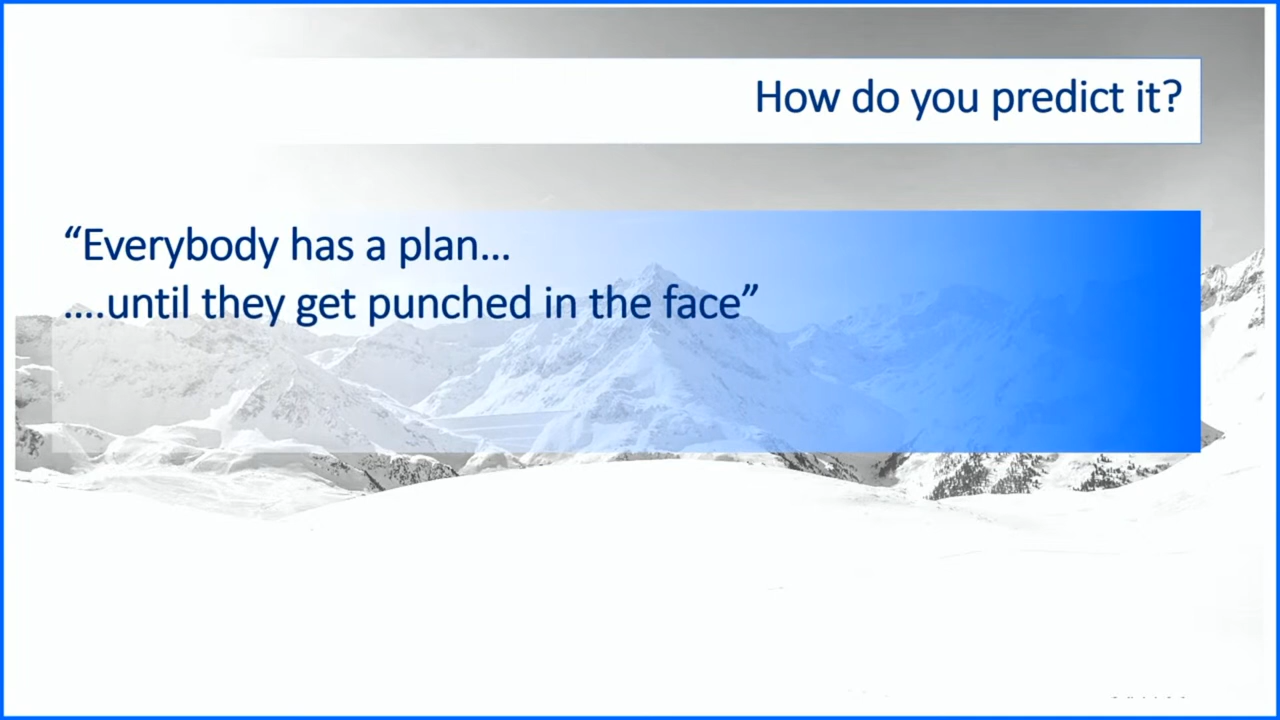 How do you predict it?
“Everybody has a plan...
....until they get punched in the face”